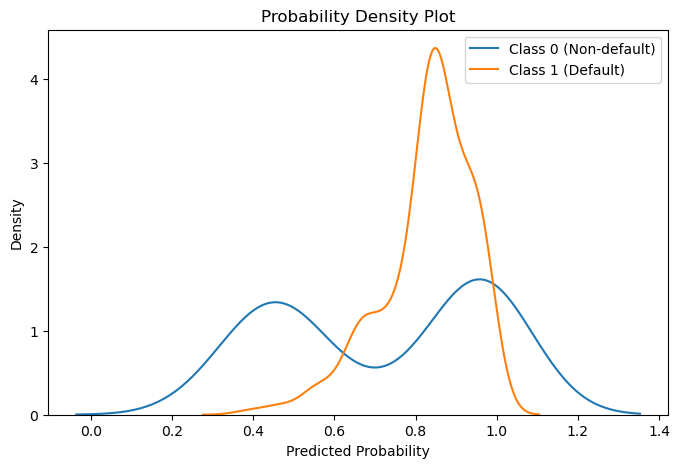 Probability Density Plot
Class 0 (Non-default)
Class 1 (Default)
4
3
2
1
0
Density
0.0 0.2 0.4 0.6 0.8 1.0 1.2 1.4
Predicted Probability